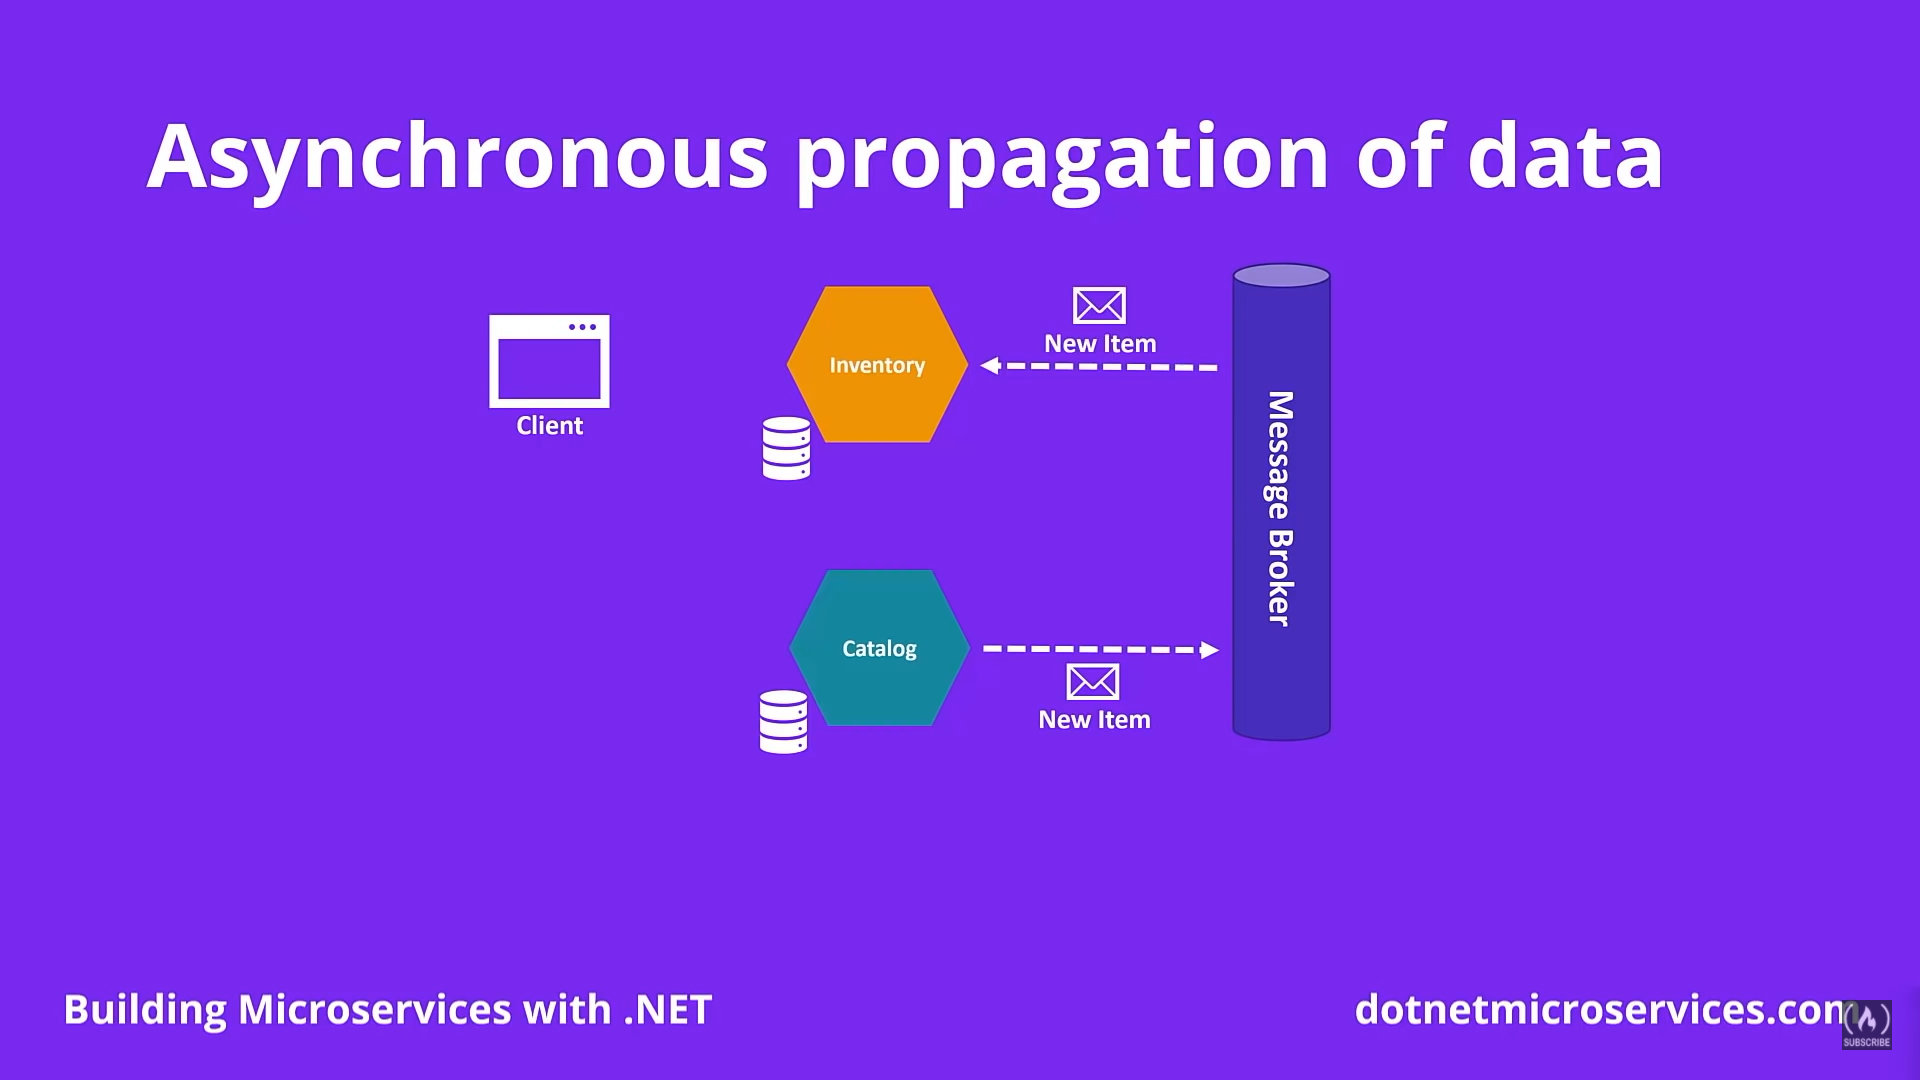 Asynchronous propagation of data
Client
Inventory
New Item
Message Broker
Catalog
New Item
Building Microservices with .NET
dotnetmicroservices.com
SUBSCRIBE